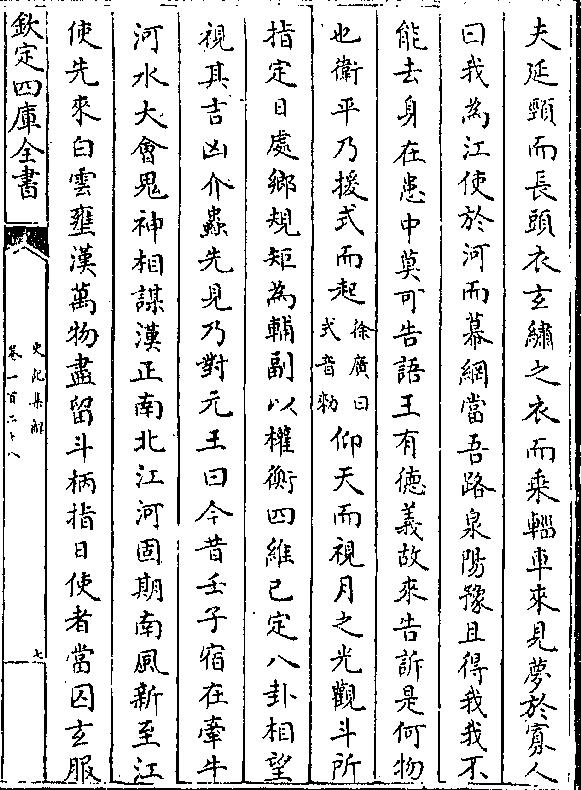 夫延頸而長頭衣玄繡之衣而乘輜車來見夢於寡人
曰我為江使於河而幕網當吾路泉陽豫且得我我不
能去身在患中莫可告語王有德義故來告訴是何物
也衛平乃援式而起徐廣曰式音勑仰天而視月之光觀斗所
指定日處鄉規矩為輔副以權衡四維已定八卦相望
視其吉凶介蟲先見乃對元王曰今昔壬子宿在牽牛
河水大會鬼神相謀漢正南北江河固期南風新至江
使先來白雲壅漢萬物盡留斗柄指日使者當囚玄服
欽定四庫全書
史記集解
卷一百二十八
七